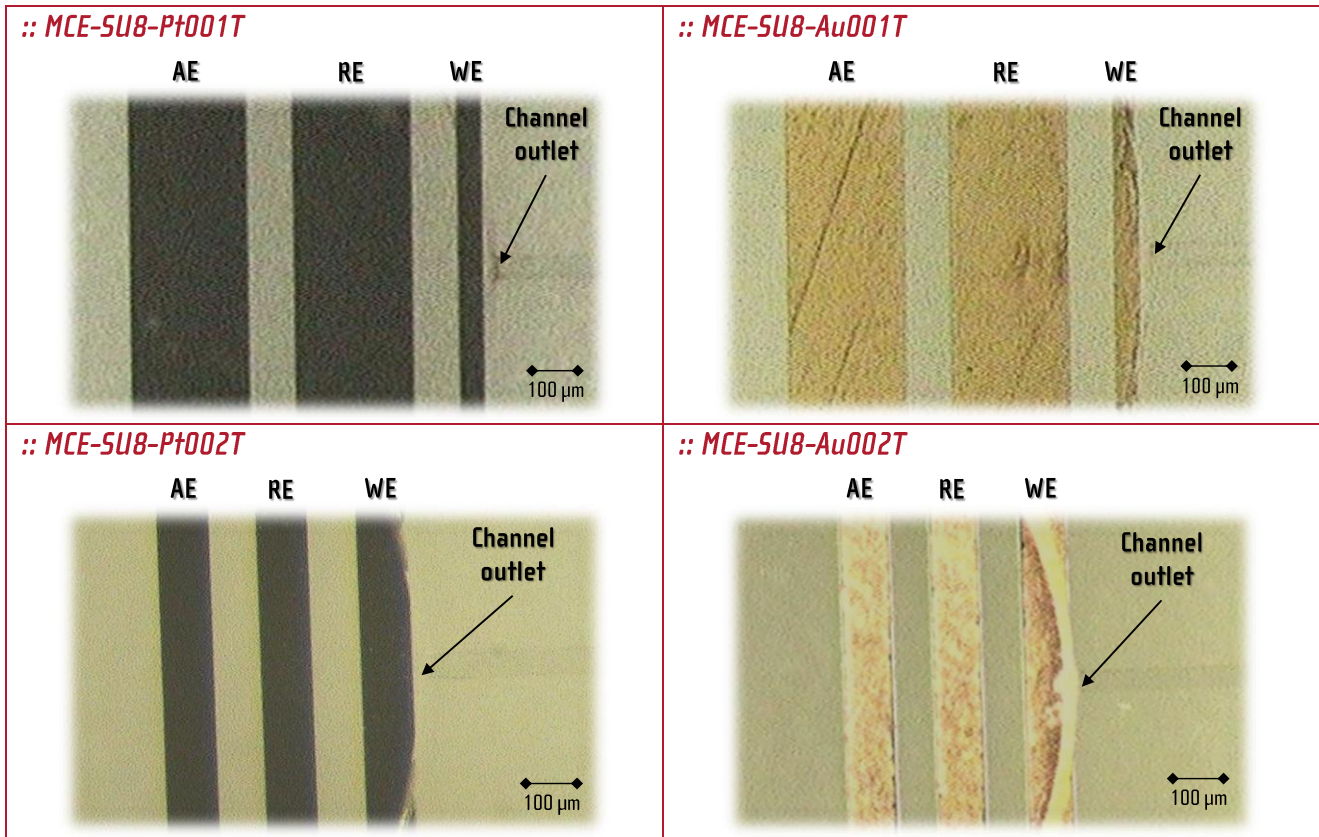 :: MCE-SU8-Pt001T
AE RE WE
Channel
outlet
100 µm
:: MCE-SU8-Au001T
AE RE WE
Channel
outlet
100 µm
:: MCE-SU8-Pt002T
AE RE WE
Channel
outlet
100 µm
:: MCE-SU8-Au002T
AE RE WE
Channel
outlet
100 µm